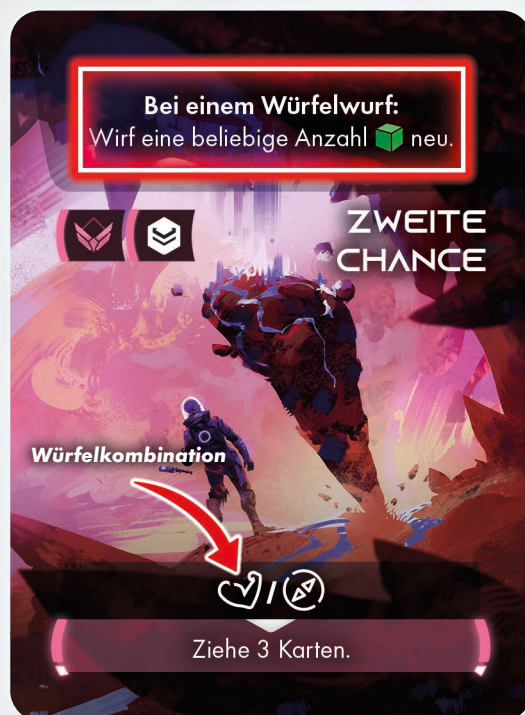 Bei einem Würfelwurf:
Wirf eine beliebige Anzahl neu.
ZWEITE
CHANCE
Würfelkombination
/
Ziehe 3 Karten.